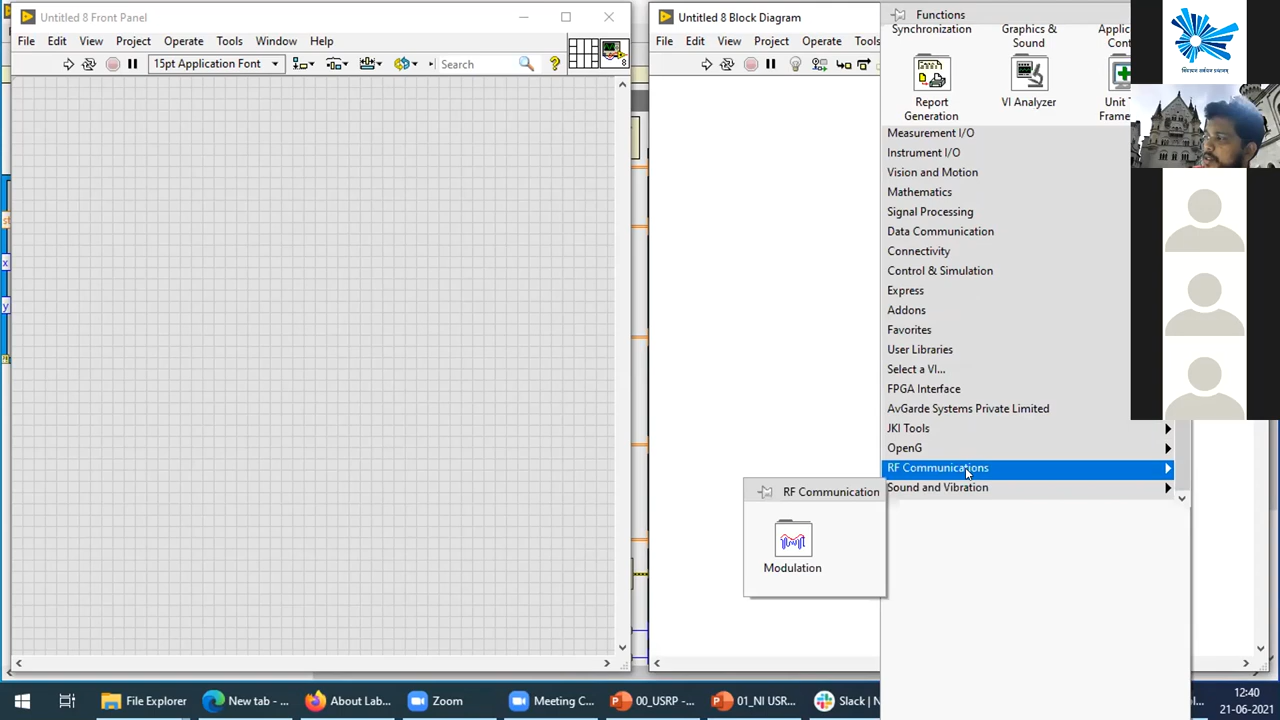 Untitled 8 Front Panel
File Edit View Project Operate Tools Window Help
15pt Application Font
Search
8
Untitled 8 Block Diagram
File Edit View Project Operate Tools
Functions
Synchronization
Graphics & Sound
Report Generation
VI Analyzer
Measurement I/O
Instrument I/O
Vision and Motion
Mathematics
Signal Processing
Data Communication
Connectivity
Control & Simulation
Express
Addons
Favorites
User Libraries
Select a VI...
FPGA Interface
AvGarde Systems Private Limited
JKI Tools
OpenG
RF Communications
Sound and Vibration
RF Communication
Modulation
x
y
File Explorer
New tab - ...
About Lab...
Zoom
Meeting C...
00_USRP -...
01_NI USR...
Slack | N...
12:40
21-06-2021